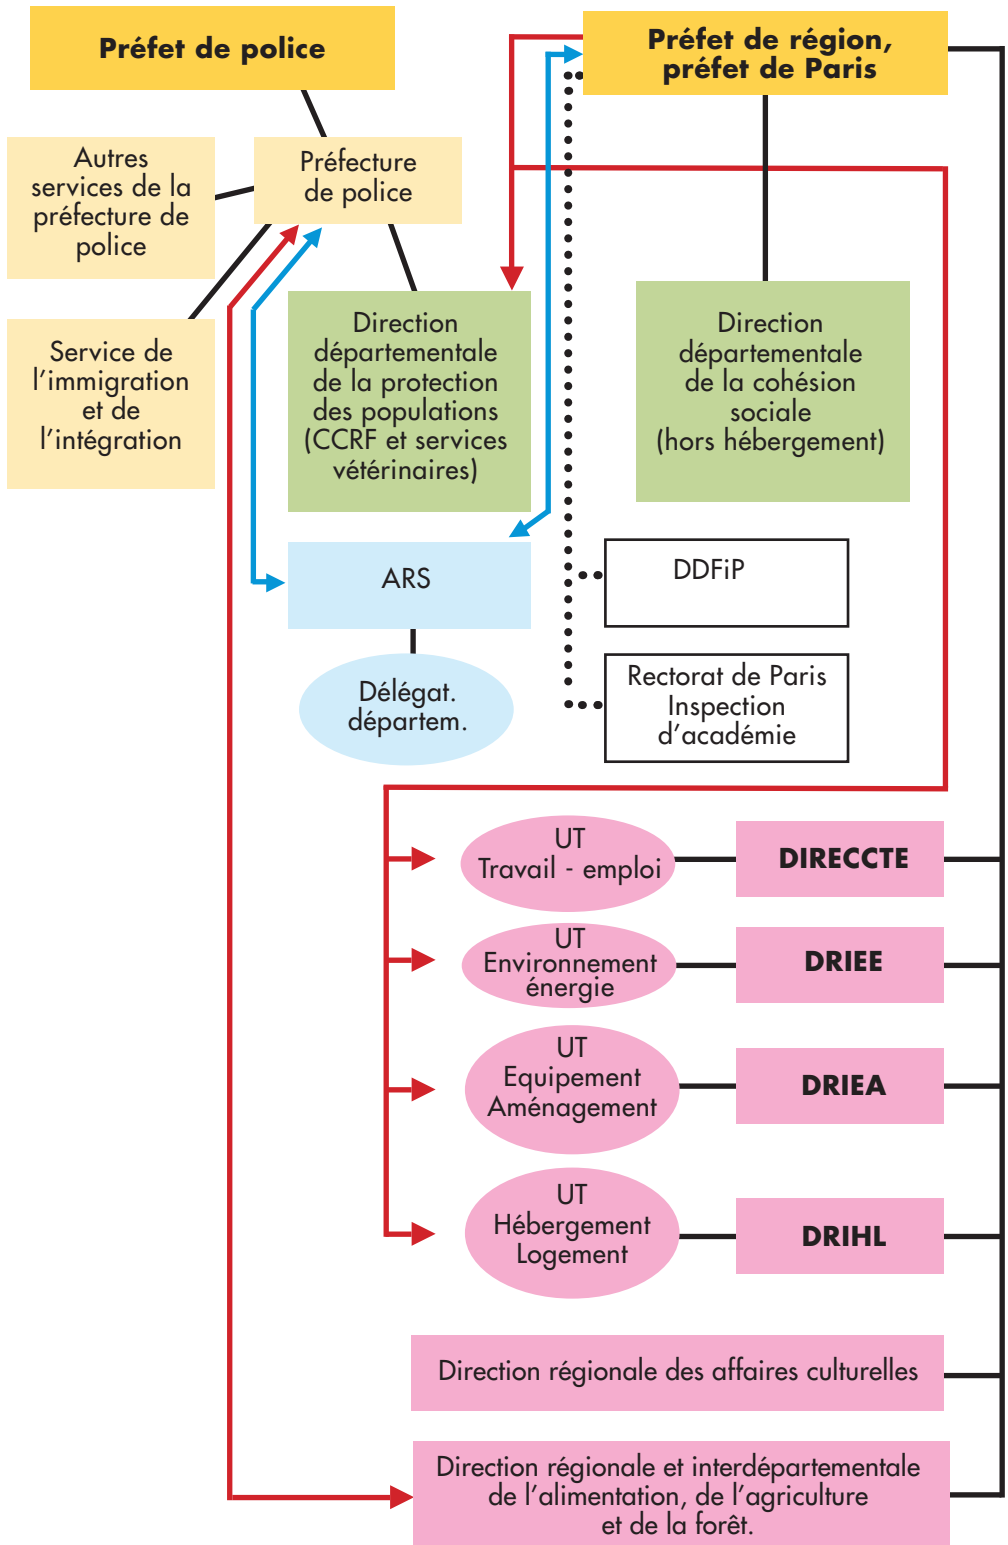 Préfet de police
Préfet de région,
préfet de Paris
Autres
services de la
préfecture de
police
Préfecture
de police
Service de
l'immigration
et de
l'intégration
Direction
départementale
de la protection
des populations
(CCRF et services
vétérinaires)
Direction
départementale
de la cohésion
sociale
(hors hébergement)
ARS
DDFiP
Délégat.
départem.
Rectorat de Paris
Inspection
d'académie
UT
Travail - emploi
DIRECCTE
UT
Environnement
énergie
DRIEE
UT
Equipement
Aménagement
DRIEA
UT
Hébergement
Logement
DRIHL
Direction régionale des affaires culturelles
Direction régionale et interdépartementale
de l'alimentation, de l'agriculture
et de la forêt.